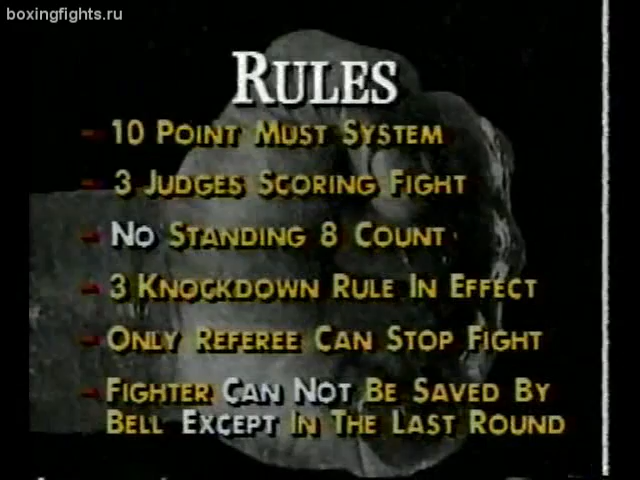 boxingfights.ru
RULES
- 10 POINT MUST SYSTEM
- 3 JUDGES SCORING FIGHT
- NO STANDING 8 COUNT
- 3 KNOCKDOWN RULE IN EFFECT
- ONLY REFEREE CAN STOP FIGHT
- FIGHTER CAN NOT BE SAVED BY
BELL EXCEPT IN THE LAST ROUND